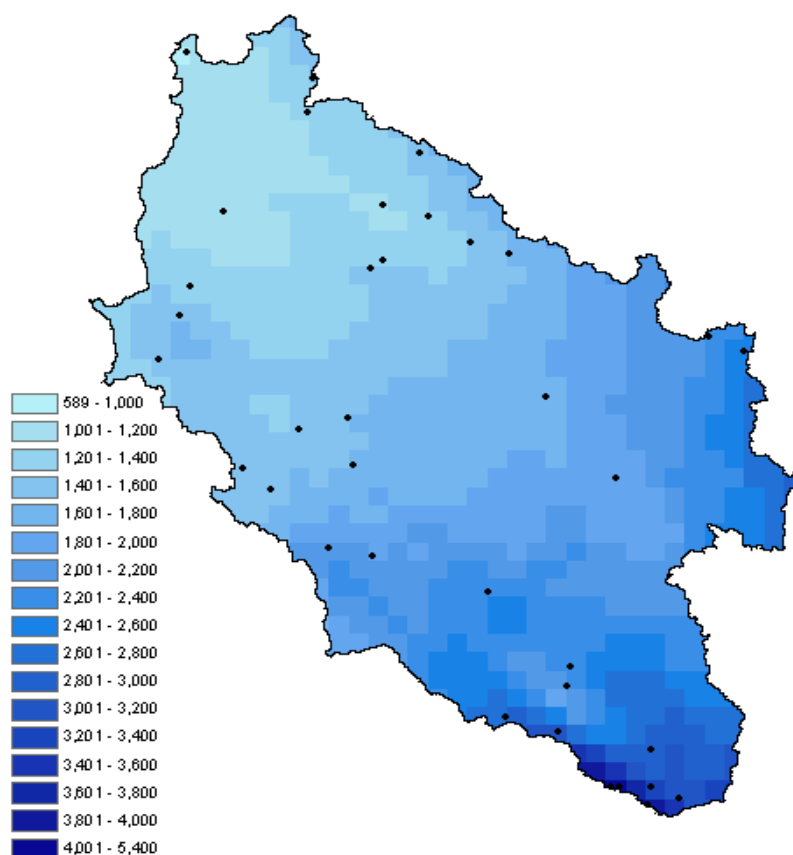 589 - 1,000
1,001 - 1,200
1,201 - 1,400
1,401 - 1,600
1,601 - 1,800
1,801 - 2,000
2,001 - 2,200
2,201 - 2,400
2,401 - 2,600
2,601 - 2,800
2,801 - 3,000
3,001 - 3,200
3,201 - 3,400
3,401 - 3,600
3,601 - 3,800
3,801 - 4,000
4,001 - 5,400